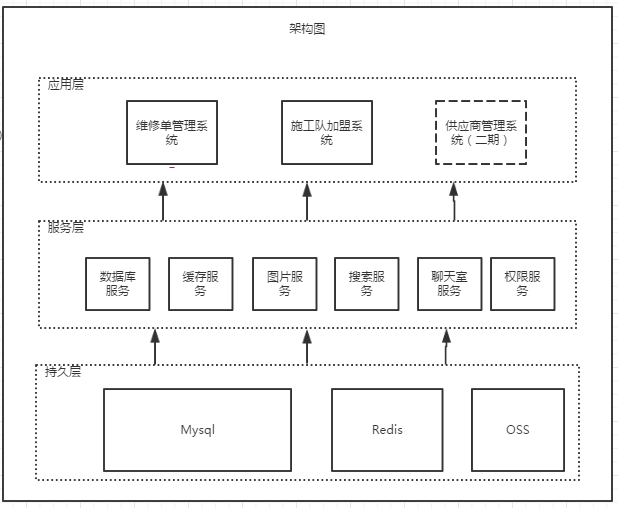 架构图
应用层
维修单管理系
统
施工队加盟系
统
供应商管理系
统（二期）
服务层
数据库
服务
缓存服
务
图片服
务
搜索服
务
聊天室
服务
权限服
务
持久层
Mysql
Redis
OSS